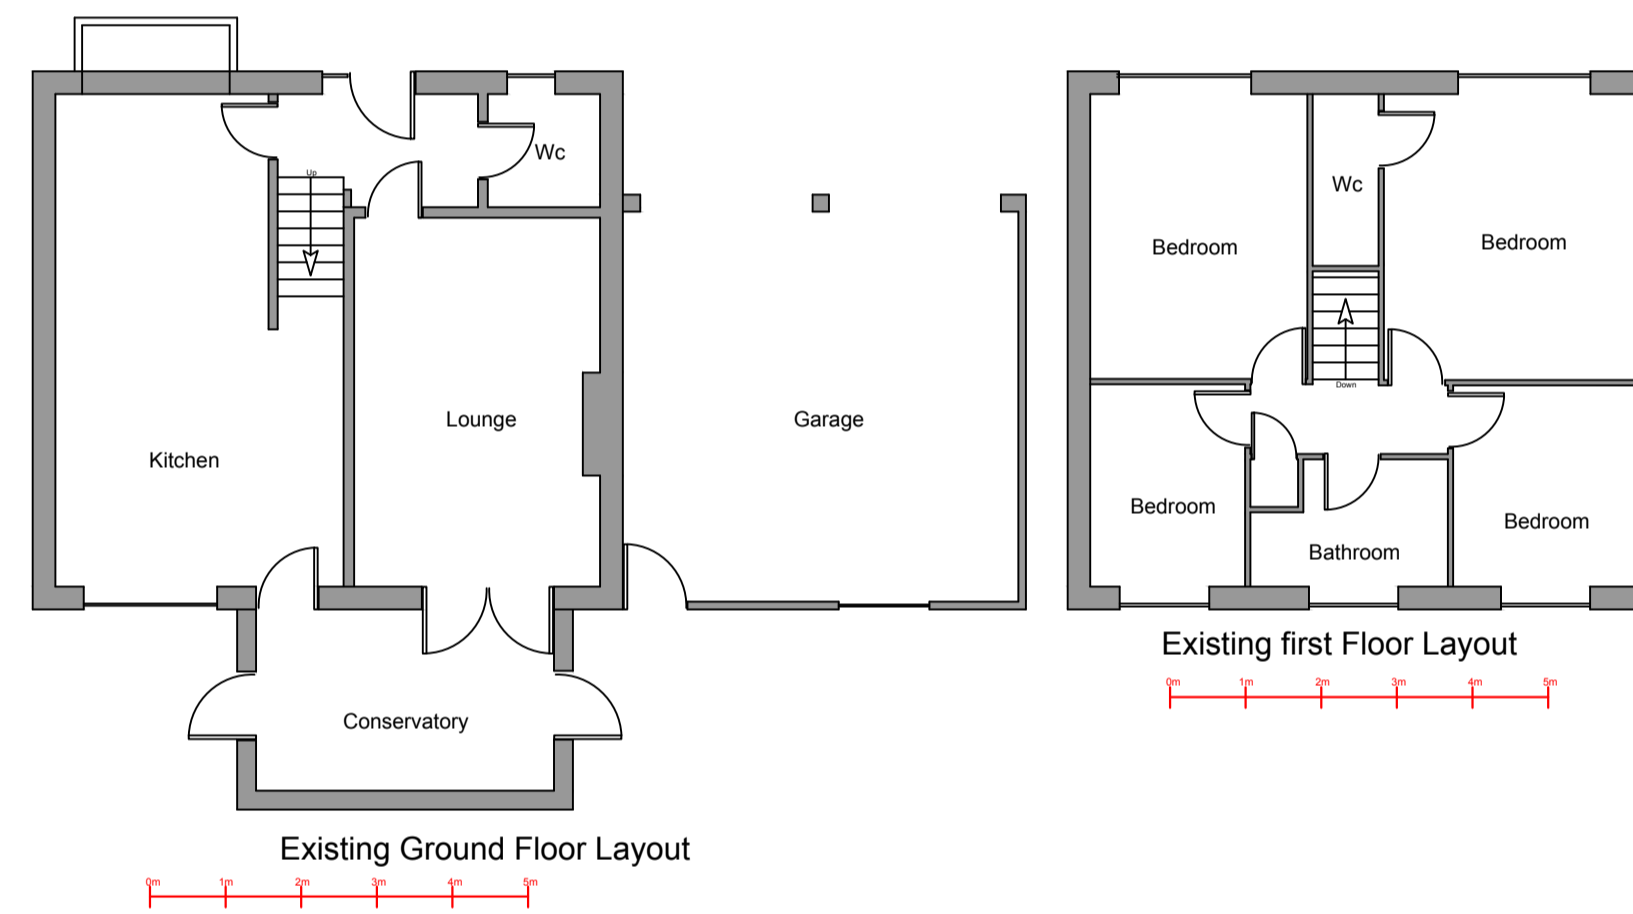 Up
Wc
Lounge
Garage
Kitchen
Conservatory
Existing Ground Floor Layout
0m 1m 2m 3m 4m 5m
Wc
Bedroom
Bedroom
Down
Bedroom
Bedroom
Bathroom
Existing first Floor Layout
0m 1m 2m 3m 4m 5m